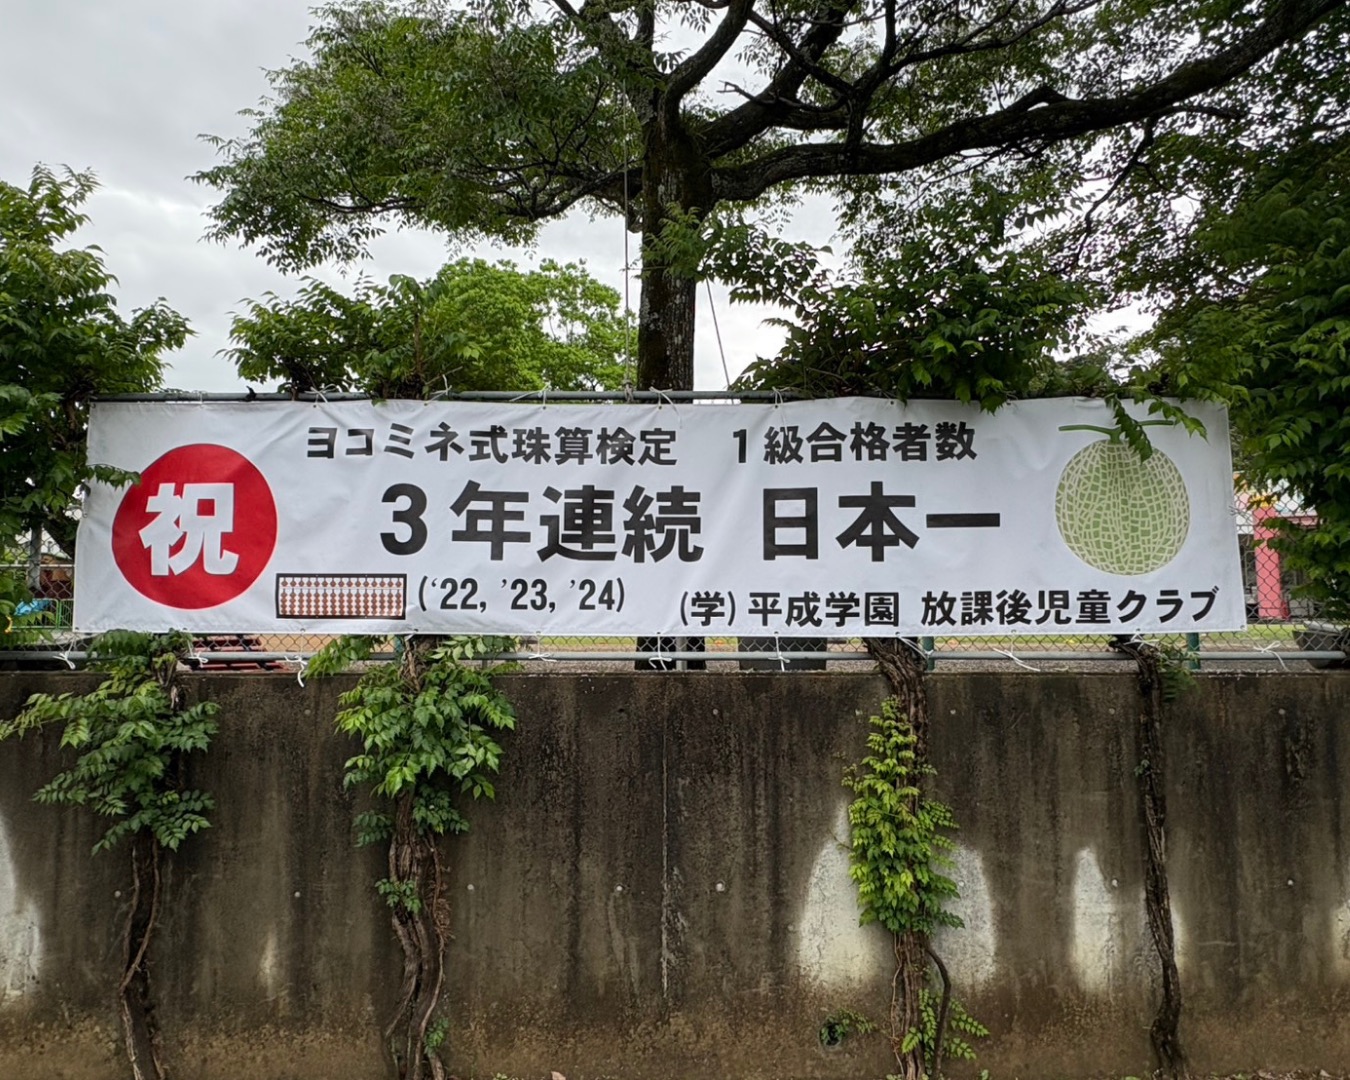 祝
ヨコミネ式珠算検定　１級合格者数
３年連続 日本一
(‘22, ’23, ’24)
(学) 平成学園 放課後児童クラブ